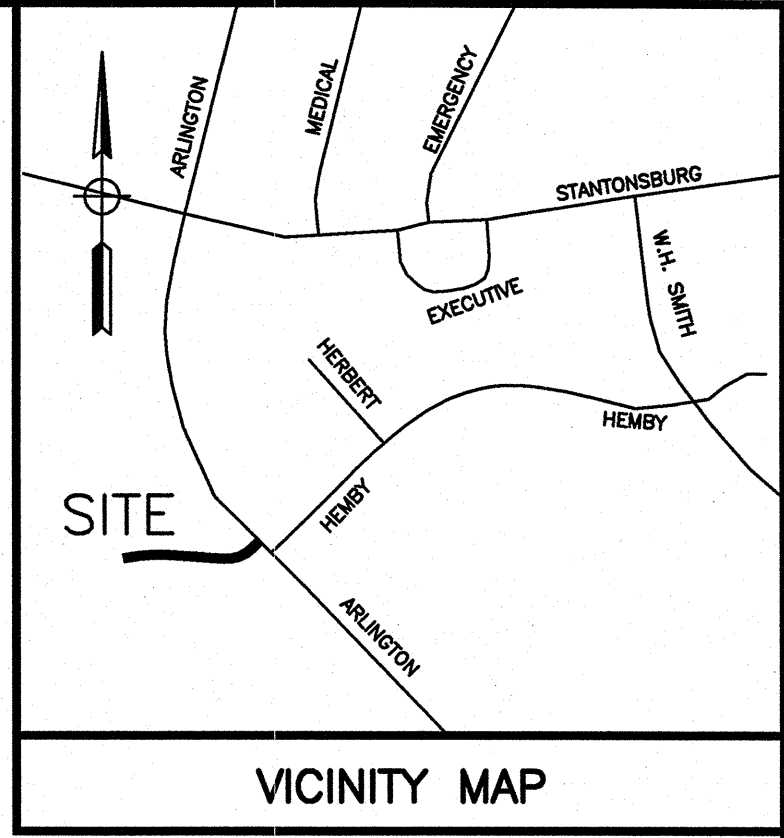 ARLINGTON
MEDICAL
EMERGENCY
STANTONSBURG
W.H. SMITH
EXECUTIVE
HERBERT
HEMBY
HEMBY
SITE
ARLINGTON
VICINITY MAP